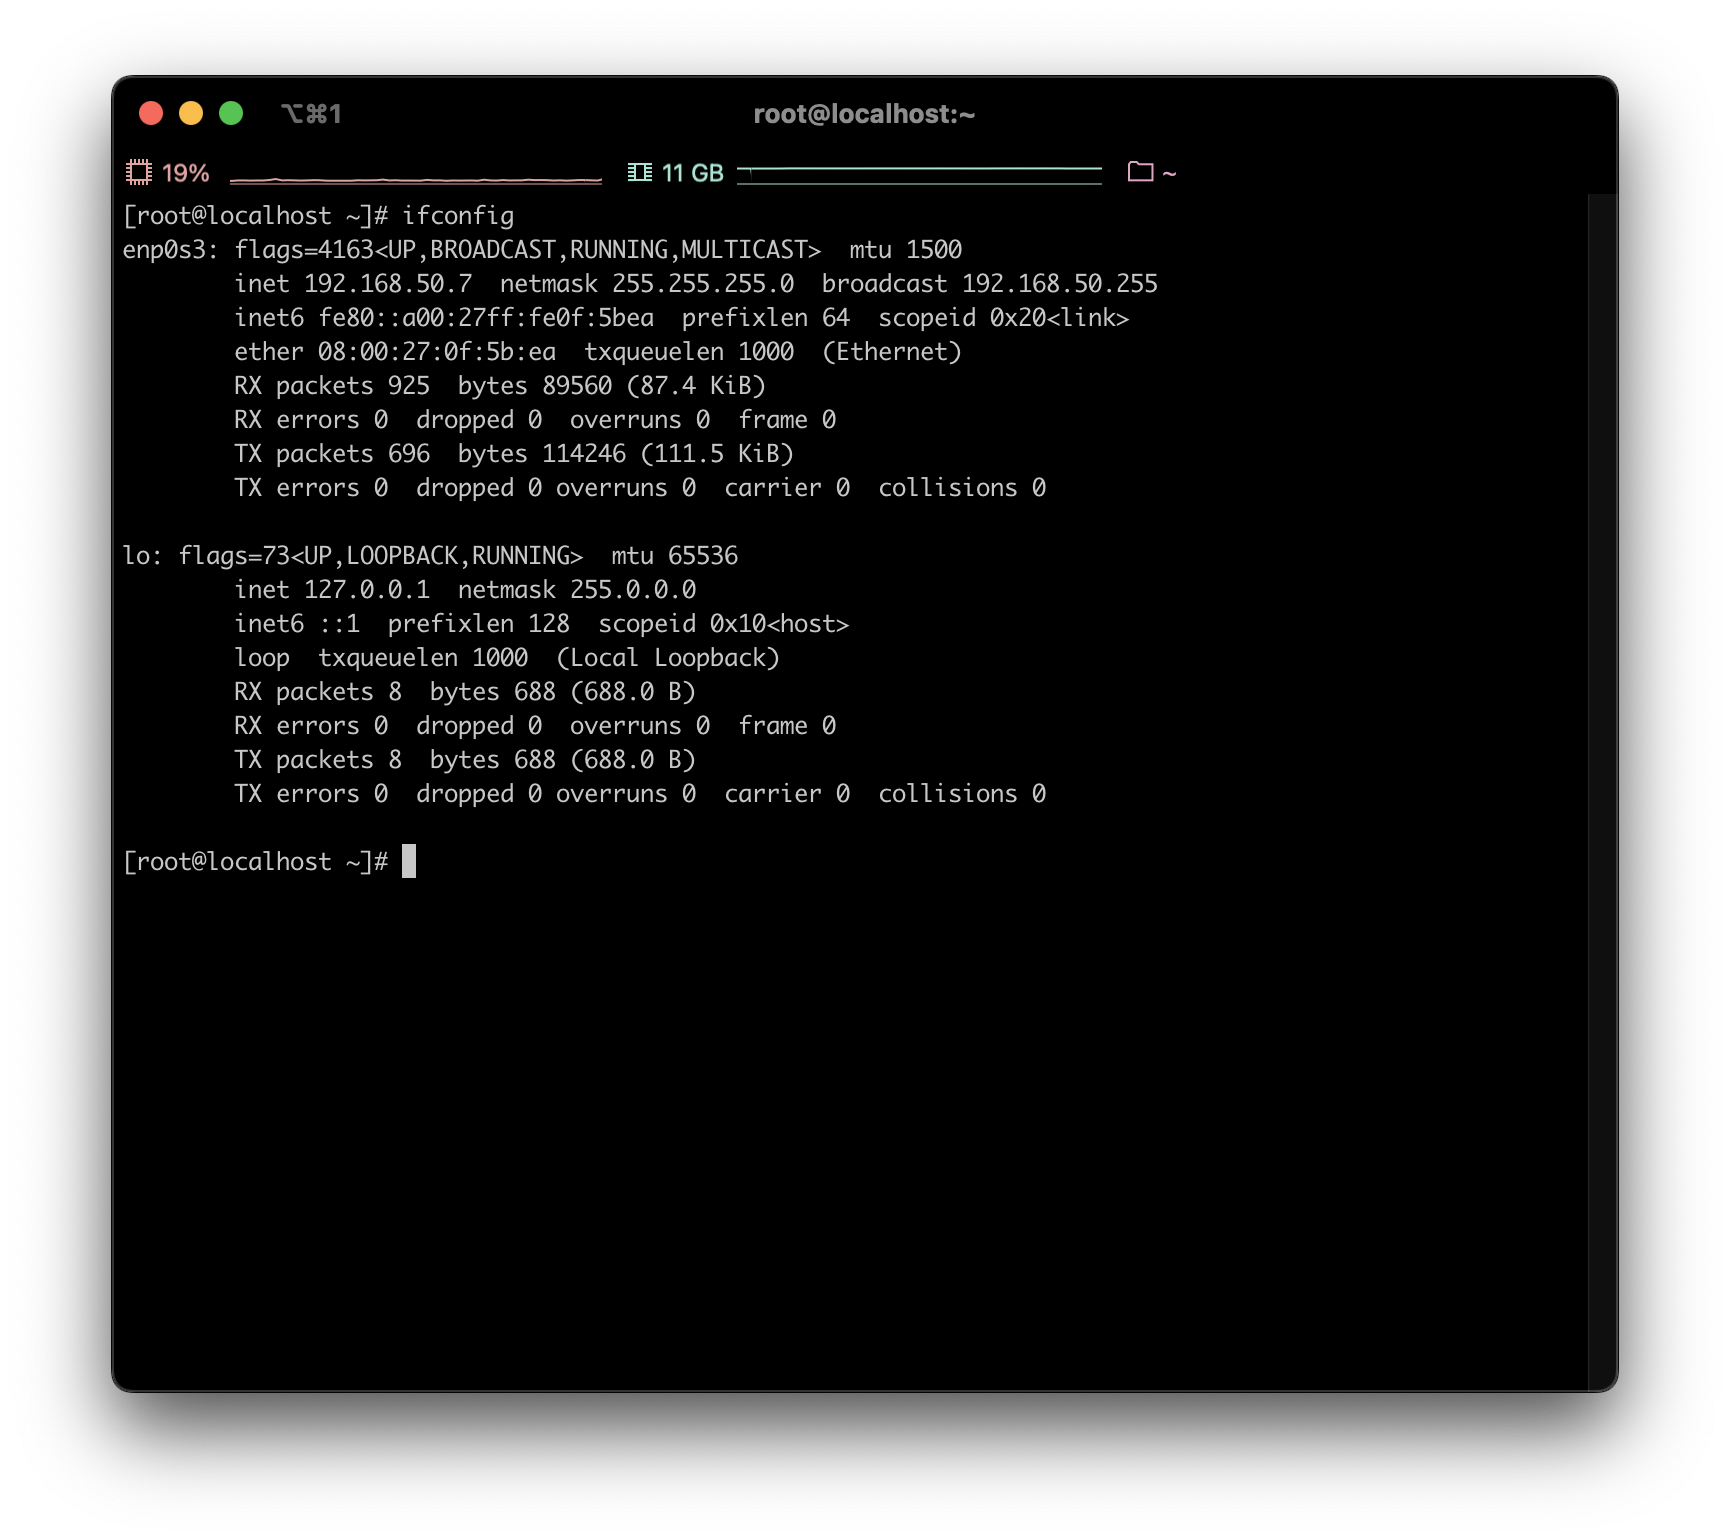 ⌥⌘1 root@localhost:~
19% 11 GB ~
[root@localhost ~]# ifconfig
enp0s3: flags=4163<UP,BROADCAST,RUNNING,MULTICAST>  mtu 1500
        inet 192.168.50.7  netmask 255.255.255.0  broadcast 192.168.50.255
        inet6 fe80::a00:27ff:fe0f:5bea  prefixlen 64  scopeid 0x20<link>
        ether 08:00:27:0f:5b:ea  txqueuelen 1000  (Ethernet)
        RX packets 925  bytes 89560 (87.4 KiB)
        RX errors 0  dropped 0  overruns 0  frame 0
        TX packets 696  bytes 114246 (111.5 KiB)
        TX errors 0  dropped 0 overruns 0  carrier 0  collisions 0

lo: flags=73<UP,LOOPBACK,RUNNING>  mtu 65536
        inet 127.0.0.1  netmask 255.0.0.0
        inet6 ::1  prefixlen 128  scopeid 0x10<host>
        loop  txqueuelen 1000  (Local Loopback)
        RX packets 8  bytes 688 (688.0 B)
        RX errors 0  dropped 0  overruns 0  frame 0
        TX packets 8  bytes 688 (688.0 B)
        TX errors 0  dropped 0 overruns 0  carrier 0  collisions 0

[root@localhost ~]#